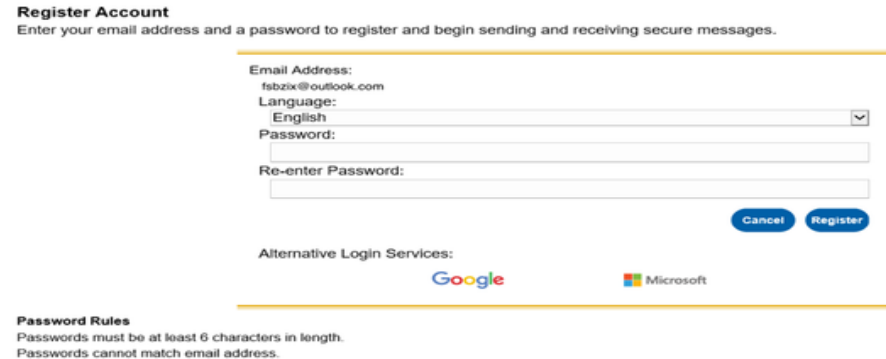 Register Account
Enter your email address and a password to register and begin sending and receiving secure messages.
Email Address:
fsbzix@outlook.com
Language:
English
Password:
Re-enter Password:
Cancel Register
Alternative Login Services:
Google Microsoft
Password Rules
Passwords must be at least 6 characters in length.
Passwords cannot match email address.